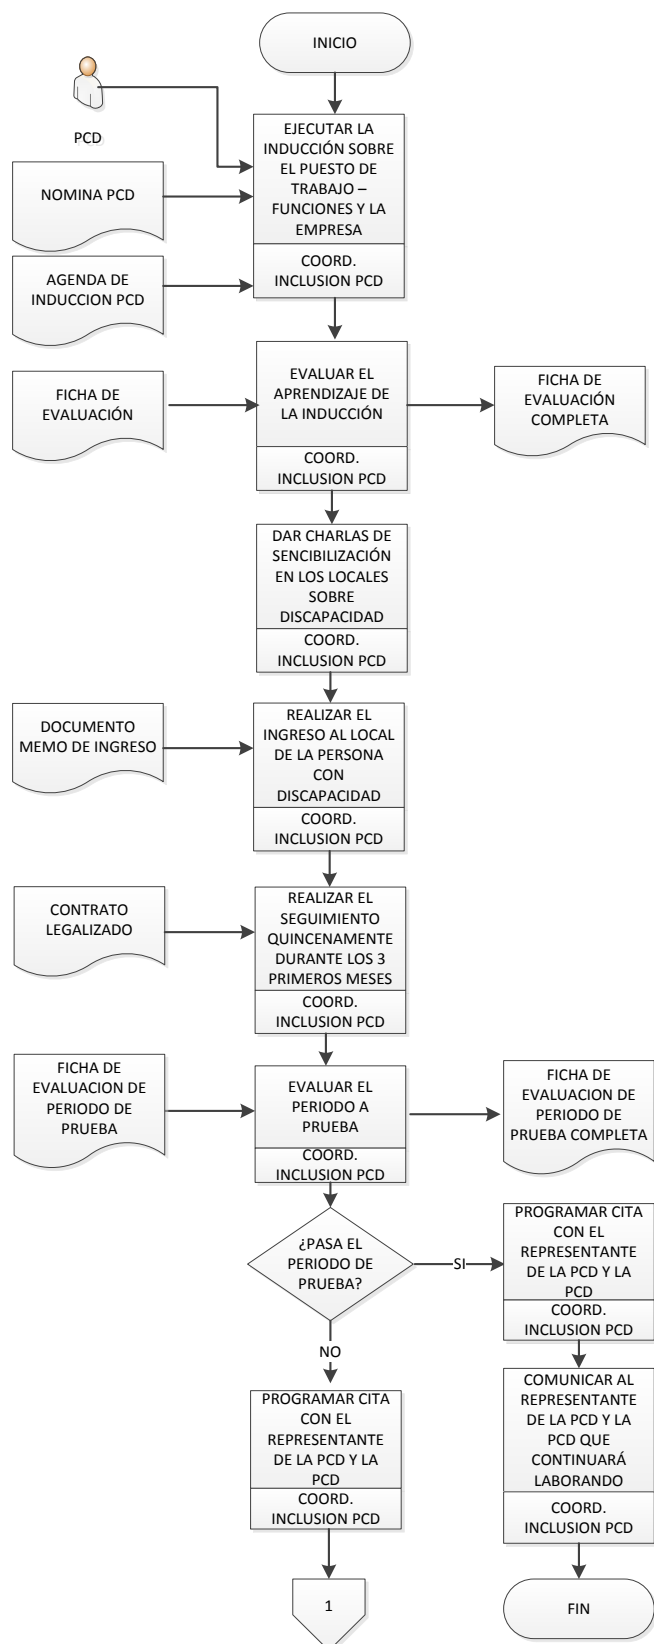 INICIO
PCD
EJECUTAR LA
INDUCCIÓN SOBRE
EL PUESTO DE
TRABAJO –
FUNCIONES Y LA
EMPRESA
COORD.
INCLUSION PCD
NOMINA PCD
AGENDA DE
INDUCCION PCD
EVALUAR EL
APRENDIZAJE DE
LA INDUCCIÓN
COORD.
INCLUSION PCD
FICHA DE
EVALUACIÓN
FICHA DE
EVALUACIÓN
COMPLETA
DAR CHARLAS DE
SENCIBILIZACIÓN
EN LOS LOCALES
SOBRE
DISCAPACIDAD
COORD.
INCLUSION PCD
DOCUMENTO
MEMO DE INGRESO
REALIZAR EL
INGRESO AL LOCAL
DE LA PERSONA
CON
DISCAPACIDAD
COORD.
INCLUSION PCD
CONTRATO
LEGALIZADO
REALIZAR EL
SEGUIMIENTO
QUINCENAMENTE
DURANTE LOS 3
PRIMEROS MESES
COORD.
INCLUSION PCD
FICHA DE
EVALUACION DE
PERIODO DE
PRUEBA
EVALUAR EL
PERIODO A
PRUEBA
COORD.
INCLUSION PCD
FICHA DE
EVALUACION DE
PERIODO DE
PRUEBA COMPLETA
¿PASA EL
PERIODO DE
PRUEBA?
SI
NO
PROGRAMAR CITA
CON EL
REPRESENTANTE
DE LA PCD Y LA
PCD
COORD.
INCLUSION PCD
COMUNICAR AL
REPRESENTANTE
DE LA PCD Y LA
PCD QUE
CONTINUARÁ
LABORANDO
COORD.
INCLUSION PCD
FIN
PROGRAMAR CITA
CON EL
REPRESENTANTE
DE LA PCD Y LA
PCD
COORD.
INCLUSION PCD
1